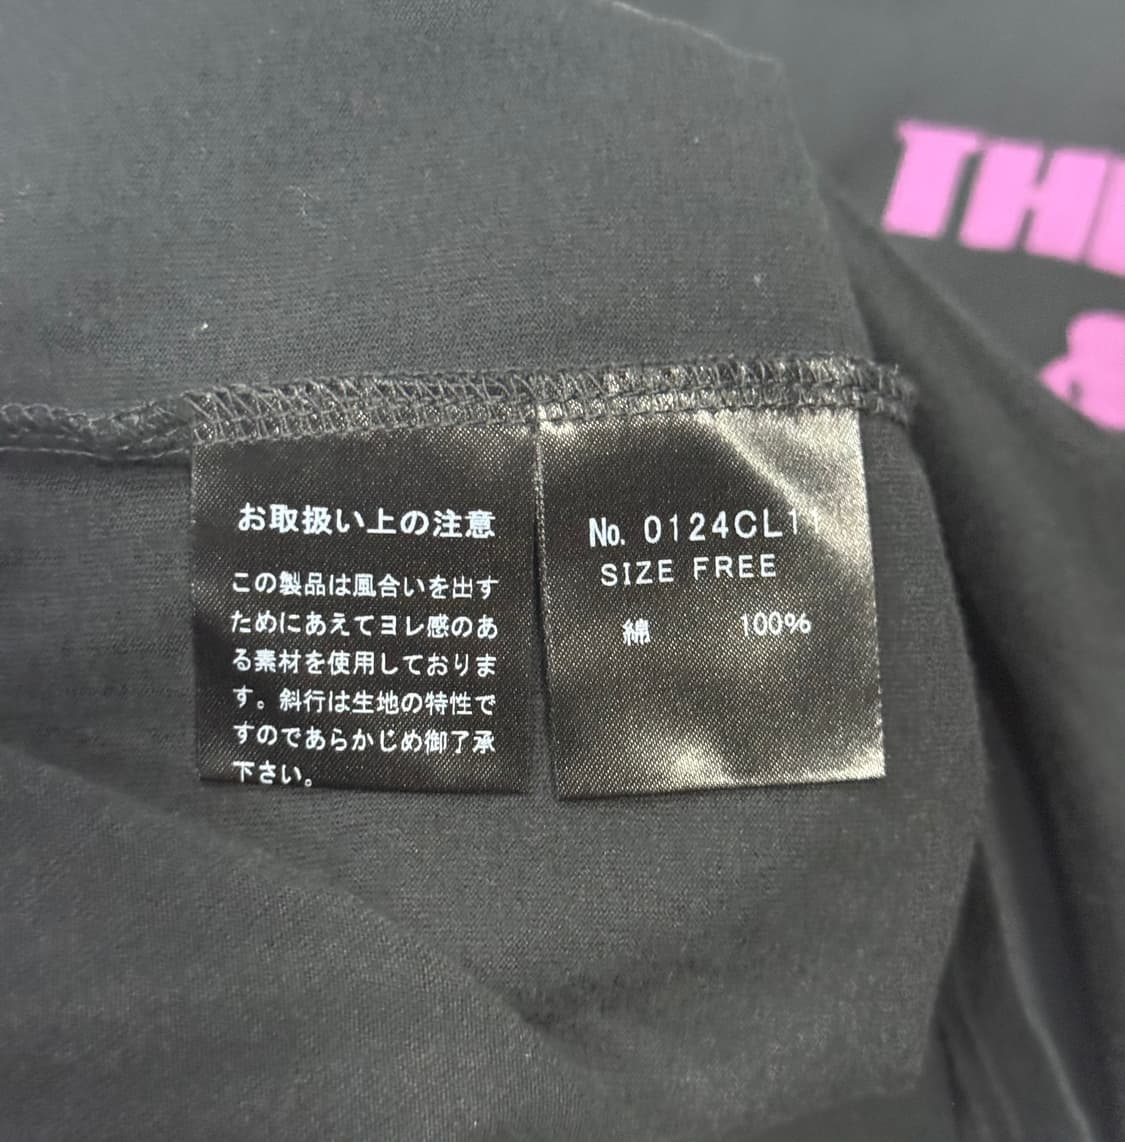 THE
&
お取扱い上の注意
この製品は風合いを出す
ためにあえてヨレ感のあ
る素材を使用しておりま
す。斜行は生地の特性で
すのであらかじめ御了承
下さい。
No. 0124CL11
SIZE FREE
綿 100%